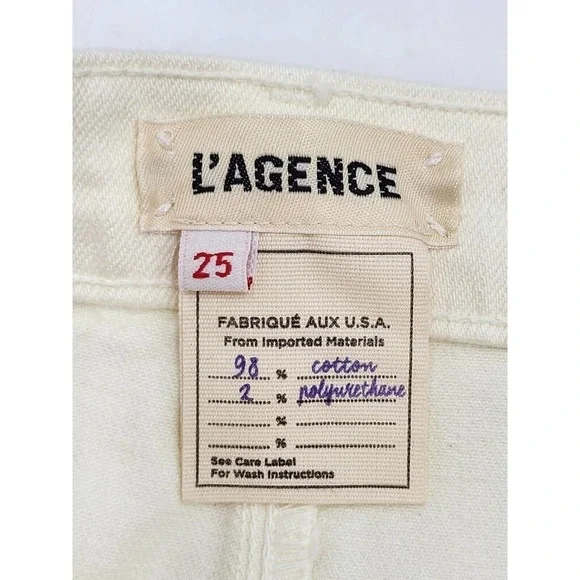 L'AGENCE
25
FABRIQUÉ AUX U.S.A.
From Imported Materials
98 % cotton
2 % polyurethane
%
%
See Care Label
For Wash Instructions